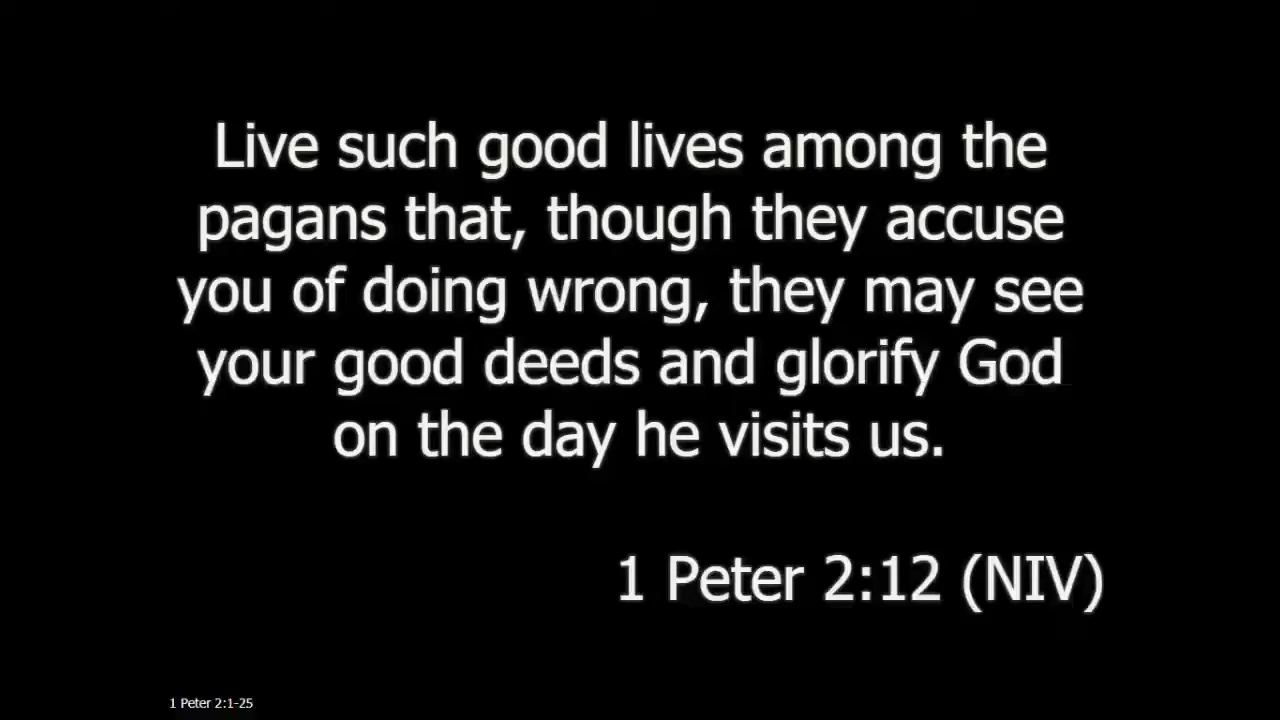 Live such good lives among the
pagans that, though they accuse
you of doing wrong, they may see
your good deeds and glorify God
on the day he visits us.
1 Peter 2:12 (NIV)
1 Peter 2:1-25